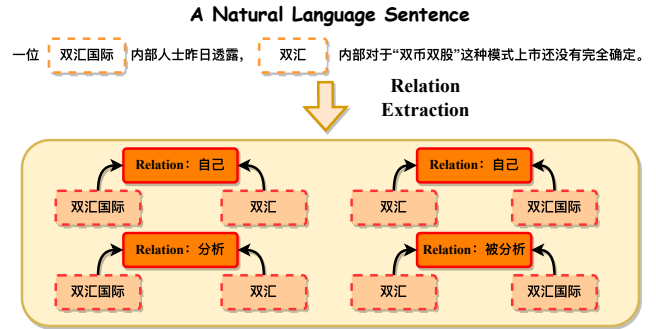 A Natural Language Sentence
一位 双汇国际 内部人士昨日透露， 双汇 内部对于“双币双股”这种模式上市还没有完全确定。
Relation
Extraction
Relation：自己 Relation：自己
双汇国际 双汇 双汇 双汇国际
Relation：分析 Relation：被分析
双汇国际 双汇 双汇 双汇国际